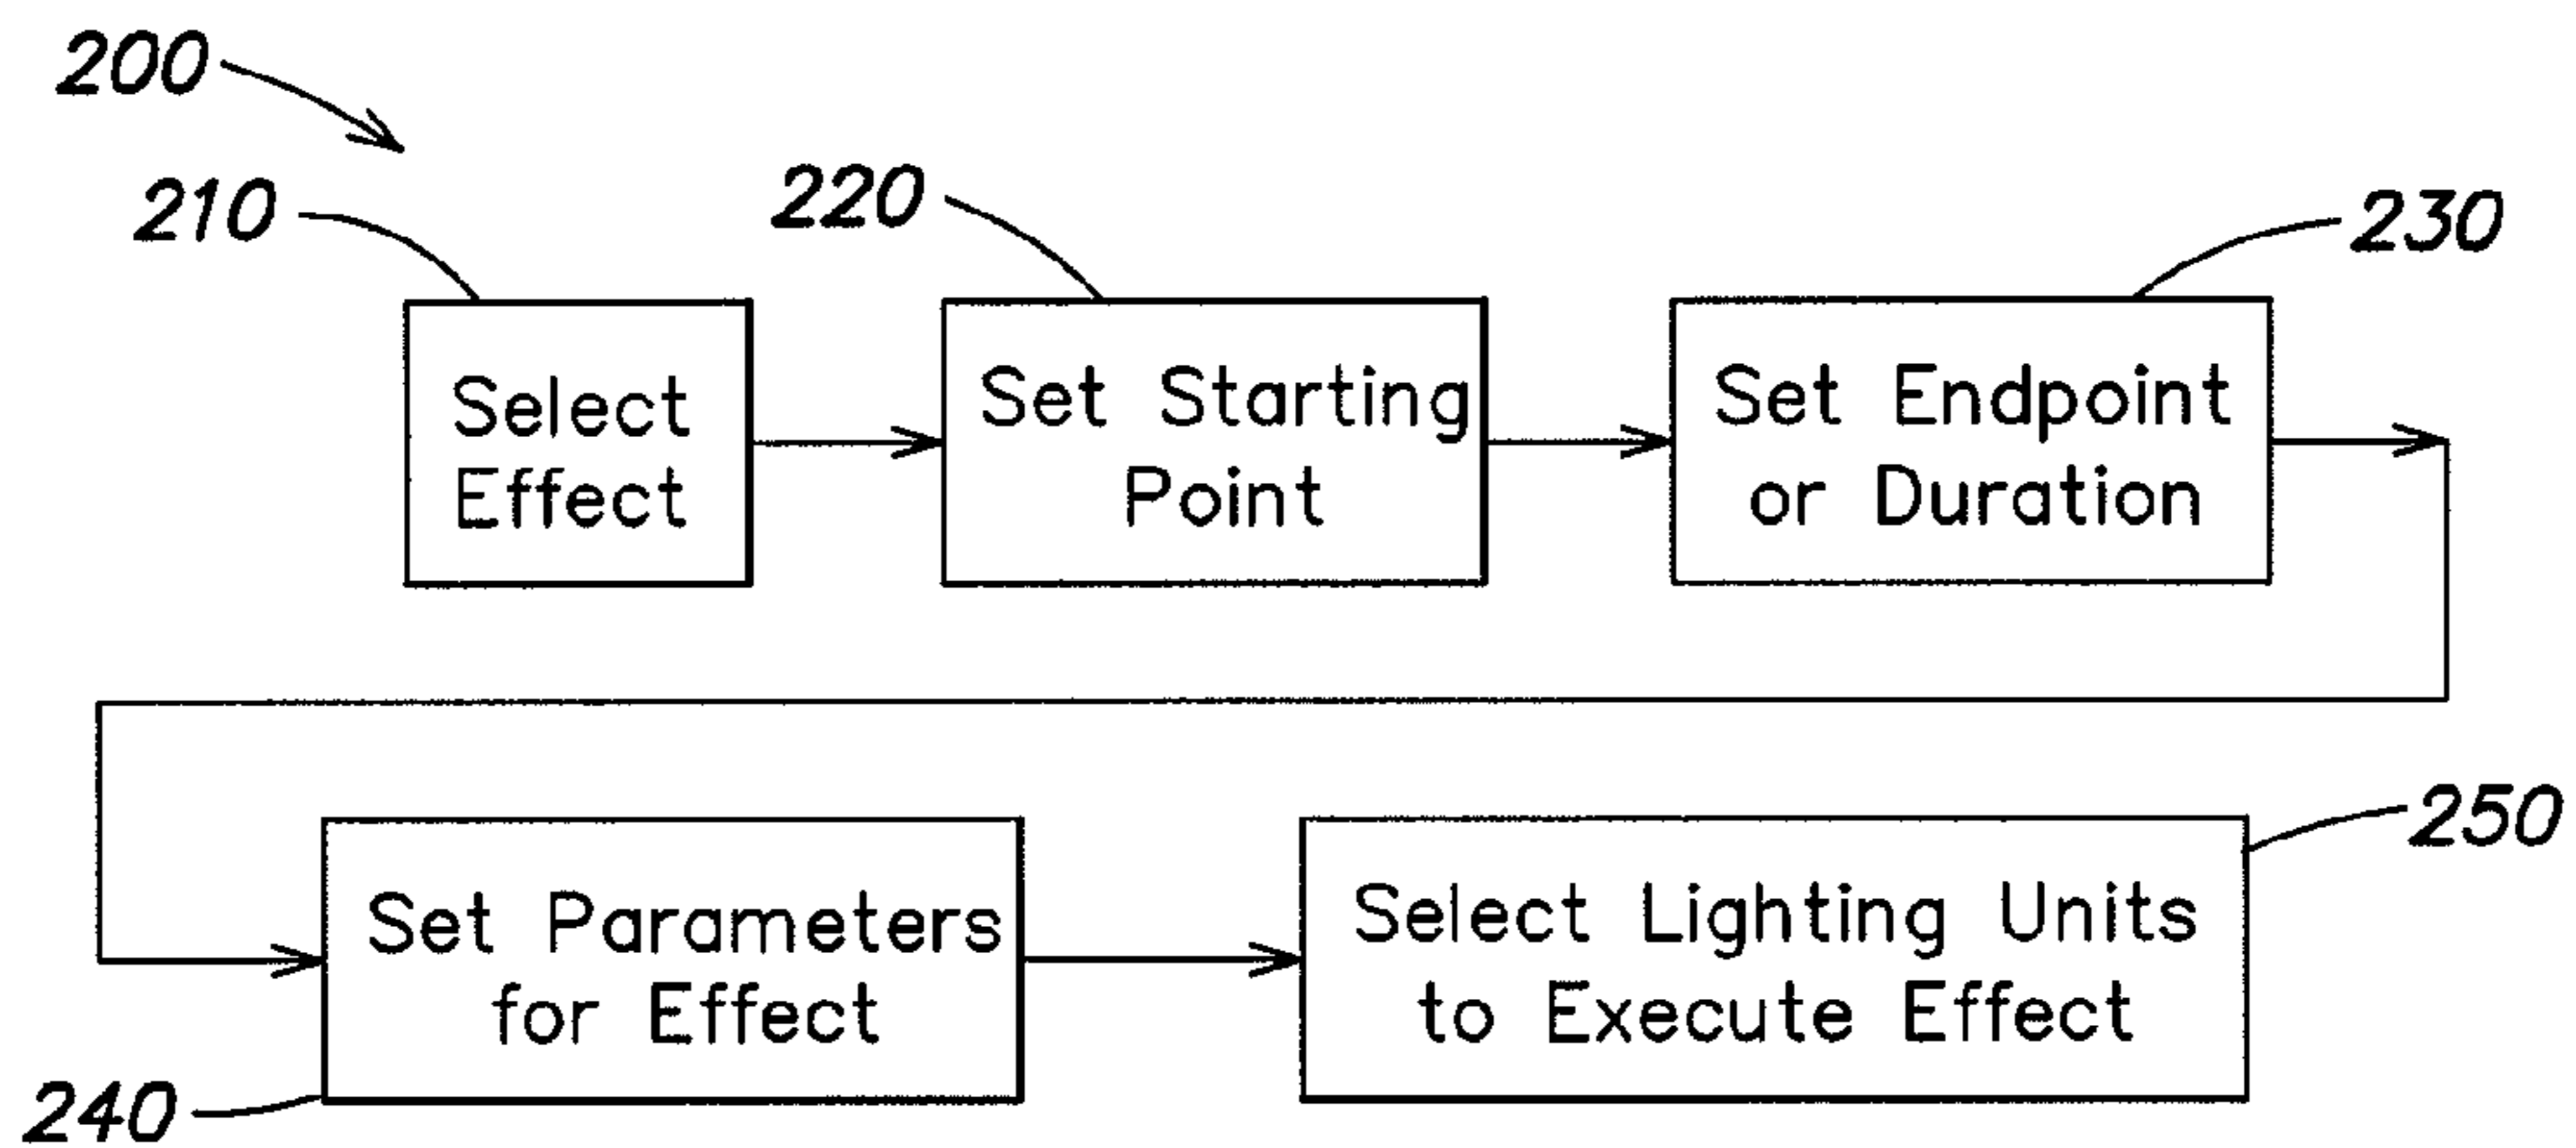 200
210
220
230
Select
Effect
Set Starting
Point
Set Endpoint
or Duration
240
250
Set Parameters
for Effect
Select Lighting Units
to Execute Effect